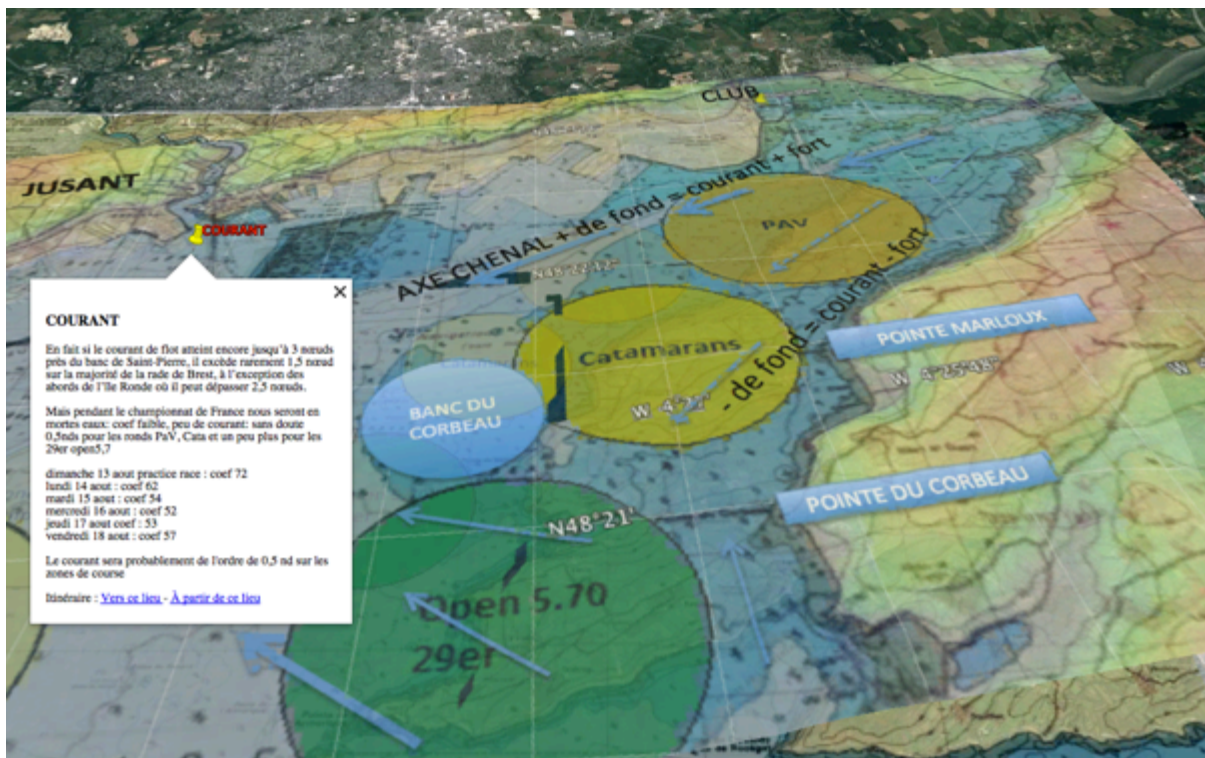 CLUB
JUSANT
COURANT
AXE CHENAL + de fond = courant + fort
PAV
N48°22'12"
- de fond = courant - fort
Catamarans
POINTE MARLOUX
W 4°25'48"
BANC DU
CORBEAU
POINTE DU CORBEAU
N48°21'
Open 5.70
29er
COURANT
En fait si le courant de flot atteint encore jusqu'à 3 nœuds
près du banc de Saint-Pierre, il excède rarement 1,5 nœud
sur la majorité de la rade de Brest, à l'exception des
abords de l'Ile Ronde où il peut dépasser 2,5 nœuds.
Mais pendant le championnat de France nous seront en
mortes eaux: coef faible, peu de courant: sans doute
0,5nds pour les ronds PaV, Cata et un peu plus pour les
29er open5,7
dimanche 13 aout practice race : coef 72
lundi 14 aout : coef 62
mardi 15 aout : coef 54
mercredi 16 aout : coef 52
jeudi 17 aout coef : 53
vendredi 18 aout : coef 57
Le courant sera probablement de l'ordre de 0,5 nd sur les
zones de course
Itinéraire : Vers ce lieu - À partir de ce lieu